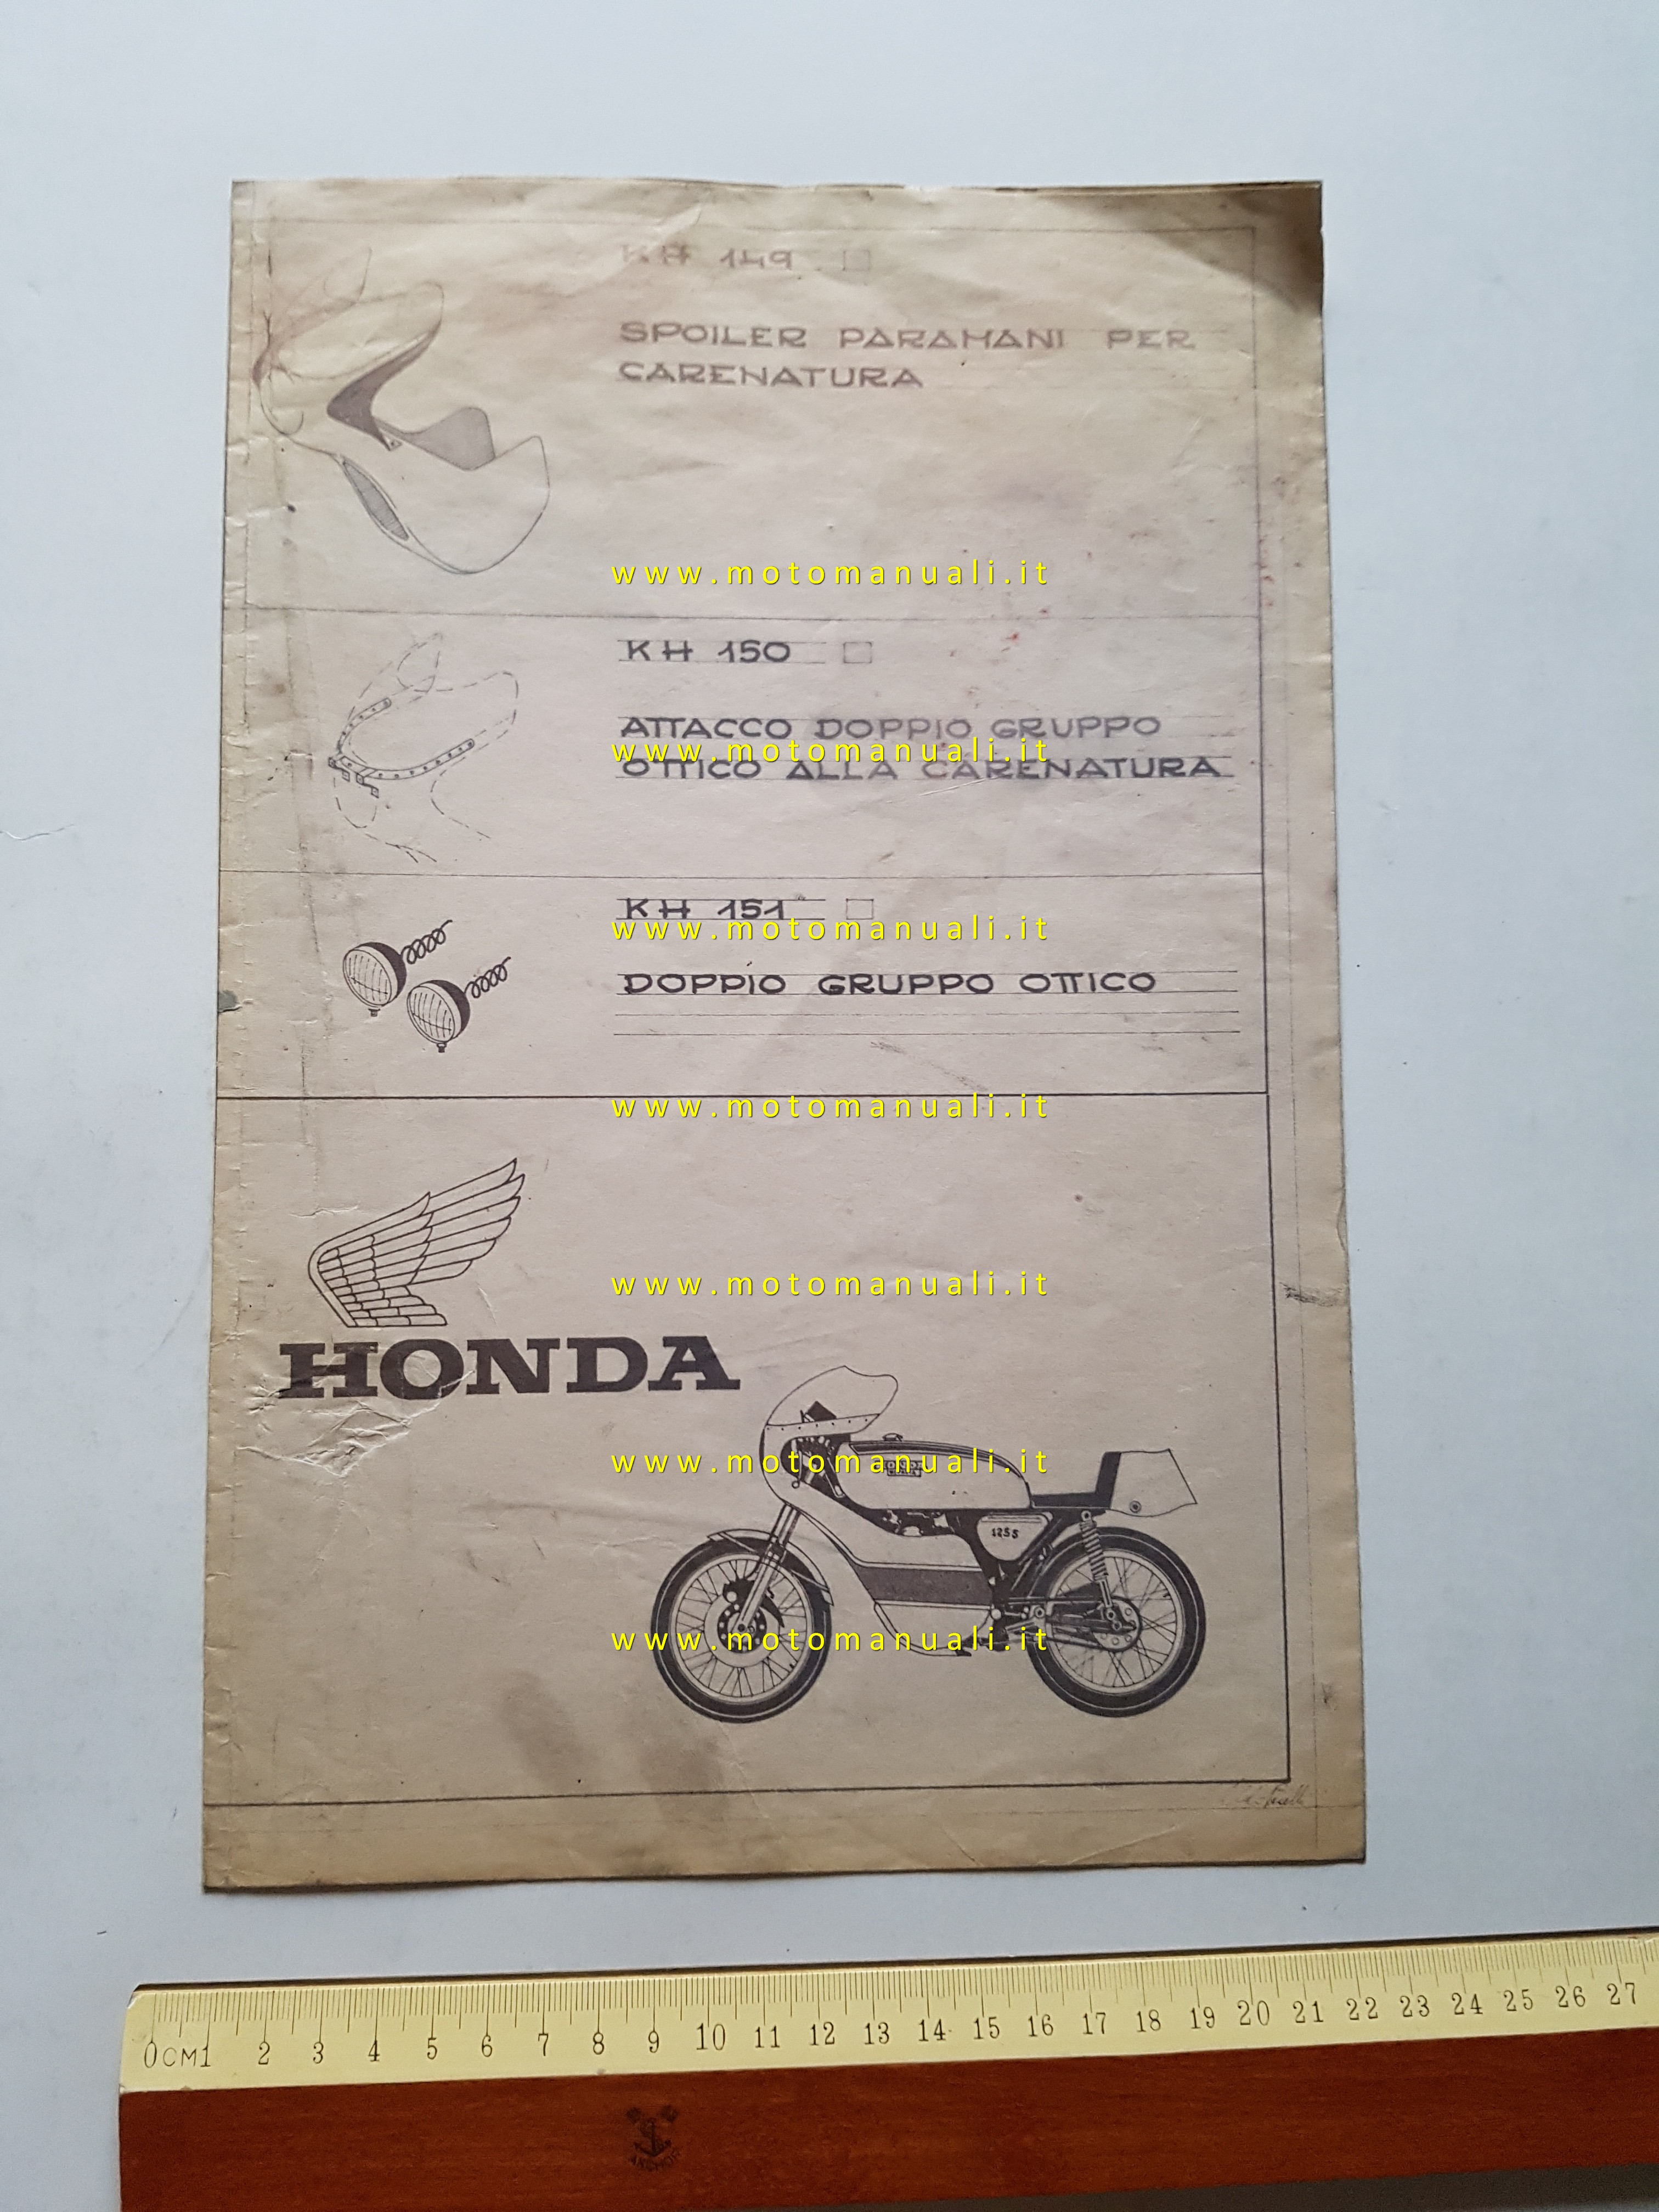 KH 149
SPOILER PARAMANI PER
CARENATURA
www.motomanuali.it
KH 150
ATTACCO DOPPIO GRUPPO
www.motomanuali.it
OTTICO ALLA CARENATURA
KH 151
www.motomanuali.it
DOPPIO GRUPPO OTTICO
www.motomanuali.it
www.motomanuali.it
HONDA
www.motomanuali.it
HONDA
125 S
www.motomanuali.it
0CM1 2 3 4 5 6 7 8 9 10 11 12 13 14 15 16 17 18 19 20 21 22 23 24 25 26 27
ANCHOR